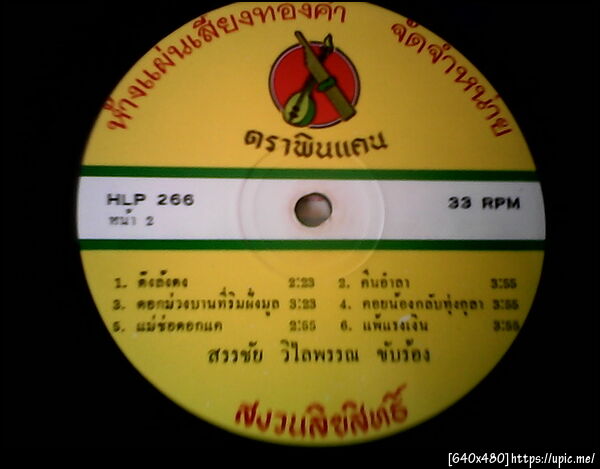 ห้างแผ่นเสียงทองคำ จัดจำหน่าย
ตราพิณแคน
HLP 266
33 RPM
หน้า 2
1. ดังลังดง 2:23 2. คืนอำลา 3:55
3. ดอกม่วงบานที่ริมฝั่งมูล 3:23 4. คอยน้องกลับทุ่งกุลา 3:55
5. แม่ช่อดอกแค 2:55 6. แพ้แรงเงิน 3:55
สรรชัย วิไลพรรณ ขับร้อง
สงวนลิขสิทธิ์
[640x480]https://upic.me/